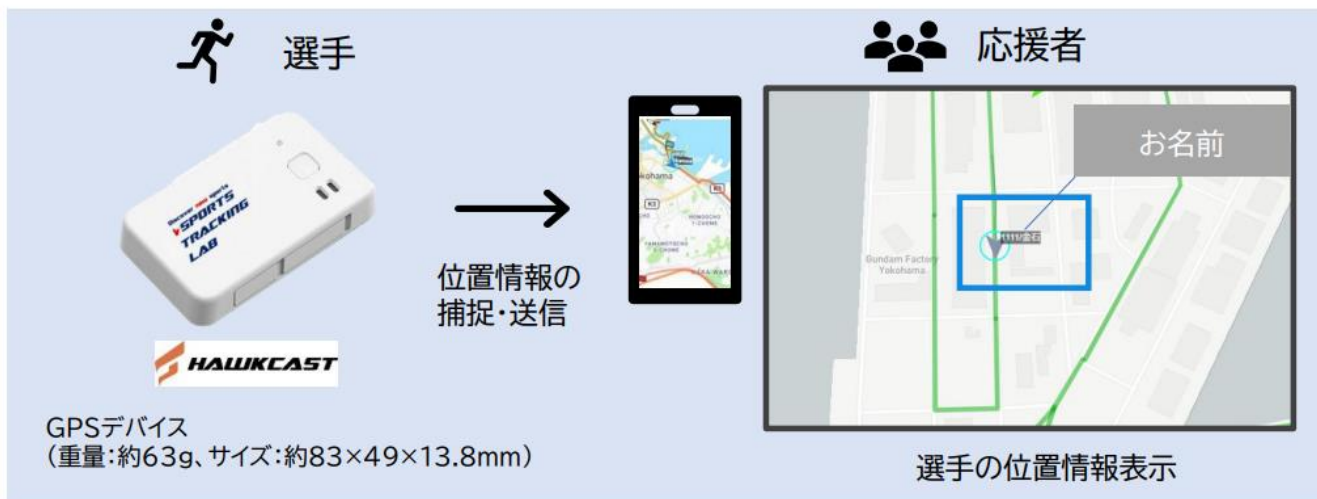 選手
応援者
Discover new sports
SPORTS
TRACKING
LAB
位置情報の
捕捉・送信
HAWKCAST
GPSデバイス
（重量：約63g、サイズ：約83×49×13.8mm）
お名前
Gundam Factory
Yokohama
選手の位置情報表示